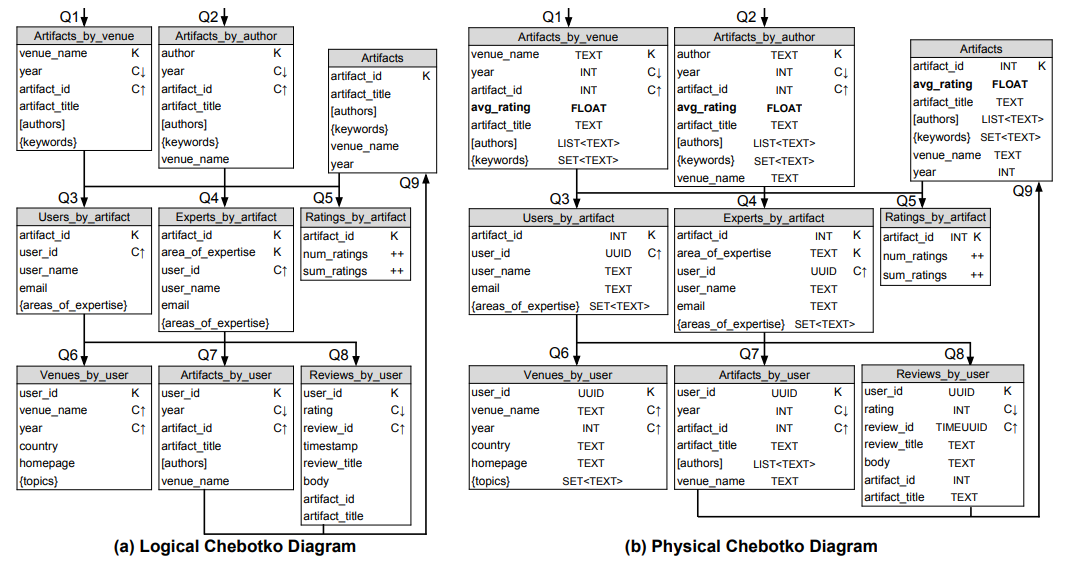 Q1
Q2
Artifacts_by_venue
venue_name K
year C↓
artifact_id C↑
artifact_title
[authors]
{keywords}
Artifacts_by_author
author K
year C↓
artifact_id C↑
artifact_title
[authors]
{keywords}
venue_name
Artifacts
artifact_id K
artifact_title
[authors]
{keywords}
venue_name
year
Q3
Q4
Q5
Q9
Users_by_artifact
artifact_id K
user_id C↑
user_name
email
{areas_of_expertise}
Experts_by_artifact
artifact_id K
area_of_expertise K
user_id C↑
user_name
email
{areas_of_expertise}
Ratings_by_artifact
artifact_id K
num_ratings ++
sum_ratings ++
Q6
Q7
Q8
Venues_by_user
user_id K
venue_name C↑
year C↑
country
homepage
{topics}
Artifacts_by_user
user_id K
year C↓
artifact_id C↑
artifact_title
[authors]
venue_name
Reviews_by_user
user_id K
rating C↓
review_id C↑
timestamp
review_title
body
artifact_id
artifact_title
(a) Logical Chebotko Diagram
Q1
Q2
Artifacts_by_venue
venue_name TEXT K
year INT C↓
artifact_id INT C↑
avg_rating FLOAT
artifact_title TEXT
[authors] LIST<TEXT>
{keywords} SET<TEXT>
Artifacts_by_author
author TEXT K
year INT C↓
artifact_id INT C↑
avg_rating FLOAT
artifact_title TEXT
[authors] LIST<TEXT>
{keywords} SET<TEXT>
venue_name TEXT
Artifacts
artifact_id INT K
avg_rating FLOAT
artifact_title TEXT
[authors] LIST<TEXT>
{keywords} SET<TEXT>
venue_name TEXT
year INT
Q3
Q4
Q5
Q9
Users_by_artifact
artifact_id INT K
user_id UUID C↑
user_name TEXT
email TEXT
{areas_of_expertise} SET<TEXT>
Experts_by_artifact
artifact_id INT K
area_of_expertise TEXT K
user_id UUID C↑
user_name TEXT
email TEXT
{areas_of_expertise} SET<TEXT>
Ratings_by_artifact
artifact_id INT K
num_ratings ++
sum_ratings ++
Q6
Q7
Q8
Venues_by_user
user_id UUID K
venue_name TEXT C↑
year INT C↑
country TEXT
homepage TEXT
{topics} SET<TEXT>
Artifacts_by_user
user_id UUID K
year INT C↓
artifact_id INT C↑
artifact_title TEXT
[authors] LIST<TEXT>
venue_name TEXT
Reviews_by_user
user_id UUID K
rating INT C↓
review_id TIMEUUID C↑
review_title TEXT
body TEXT
artifact_id INT
artifact_title TEXT
(b) Physical Chebotko Diagram